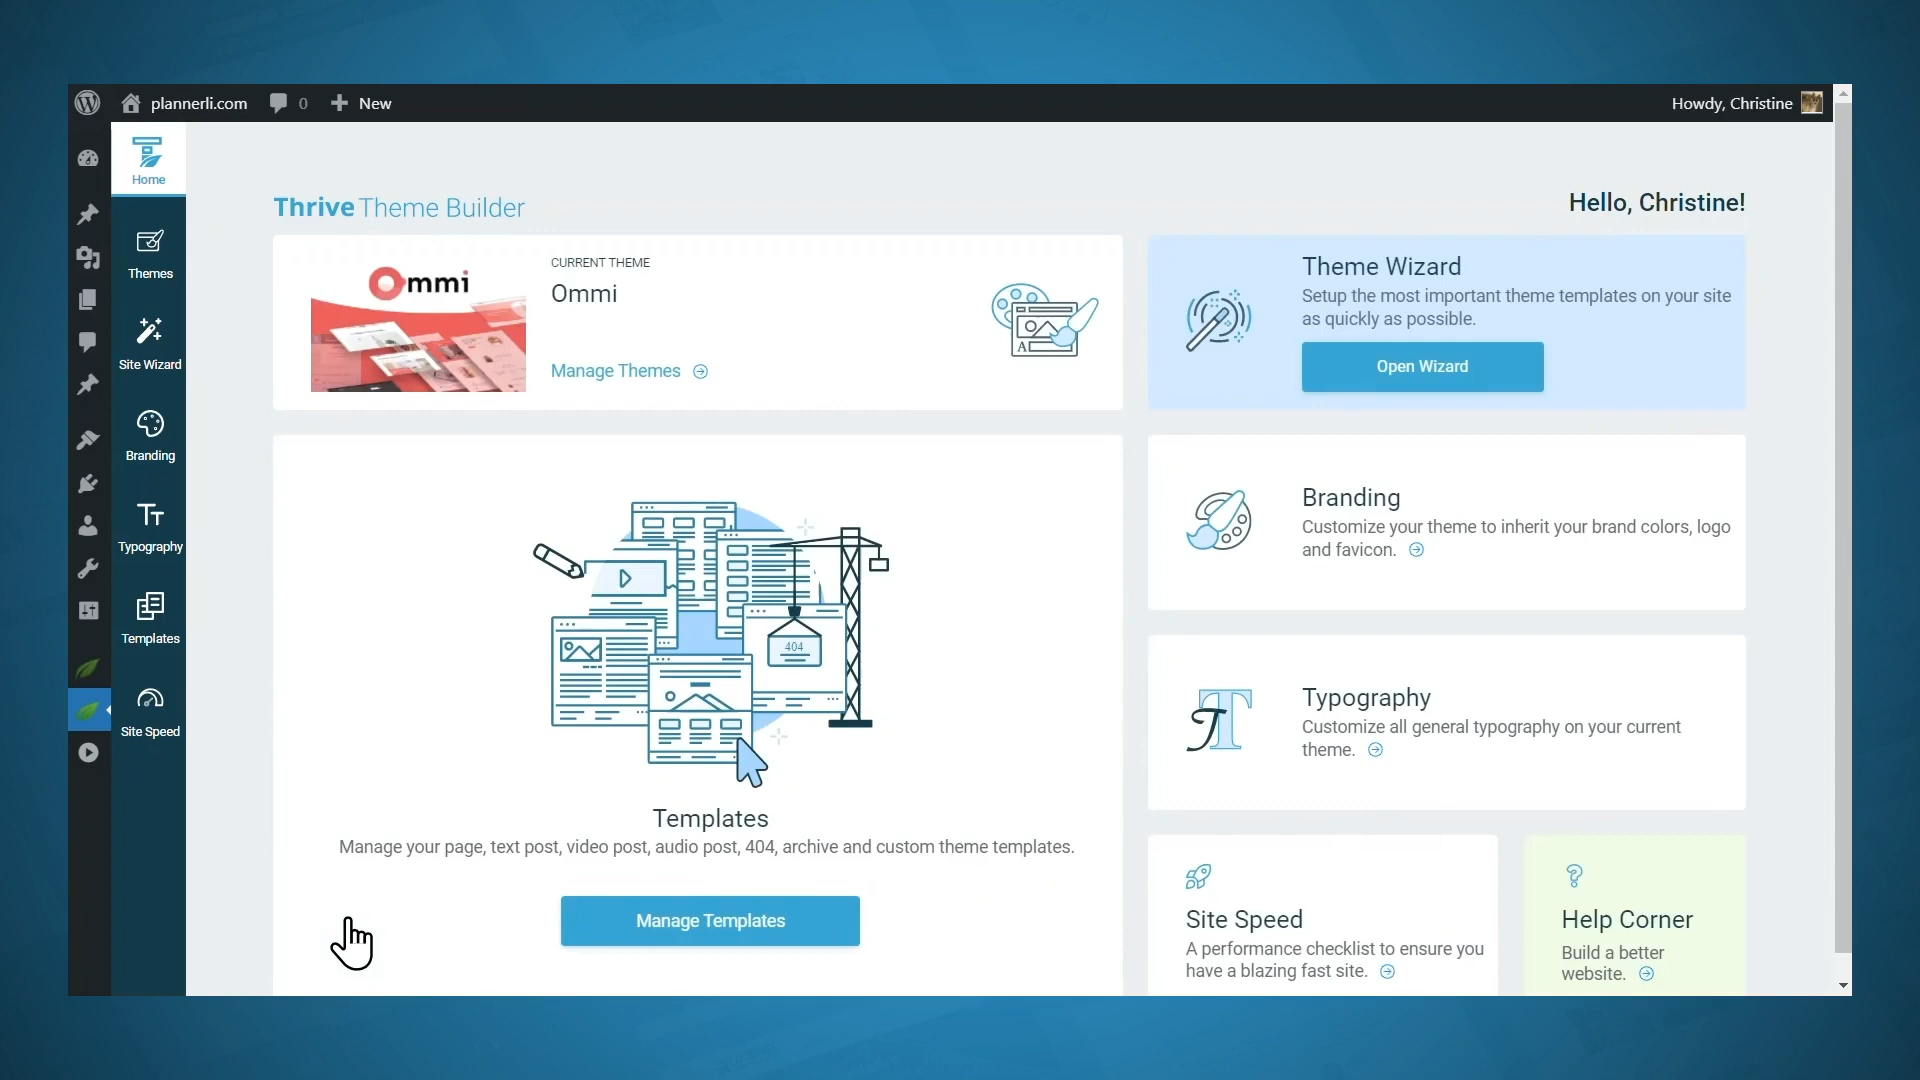 plannerli.com 0 New Howdy, Christine
Home
Themes
Site Wizard
Branding
Typography
Templates
Site Speed
Thrive Theme Builder
Hello, Christine!
Ommi
CURRENT THEME
Ommi
Manage Themes
A
Theme Wizard
Setup the most important theme templates on your site
as quickly as possible.
Open Wizard
404
Templates
Manage your page, text post, video post, audio post, 404, archive and custom theme templates.
Manage Templates
Branding
Customize your theme to inherit your brand colors, logo
and favicon.
Typography
Customize all general typography on your current
theme.
Site Speed
A performance checklist to ensure you
have a blazing fast site.
Help Corner
Build a better
website.